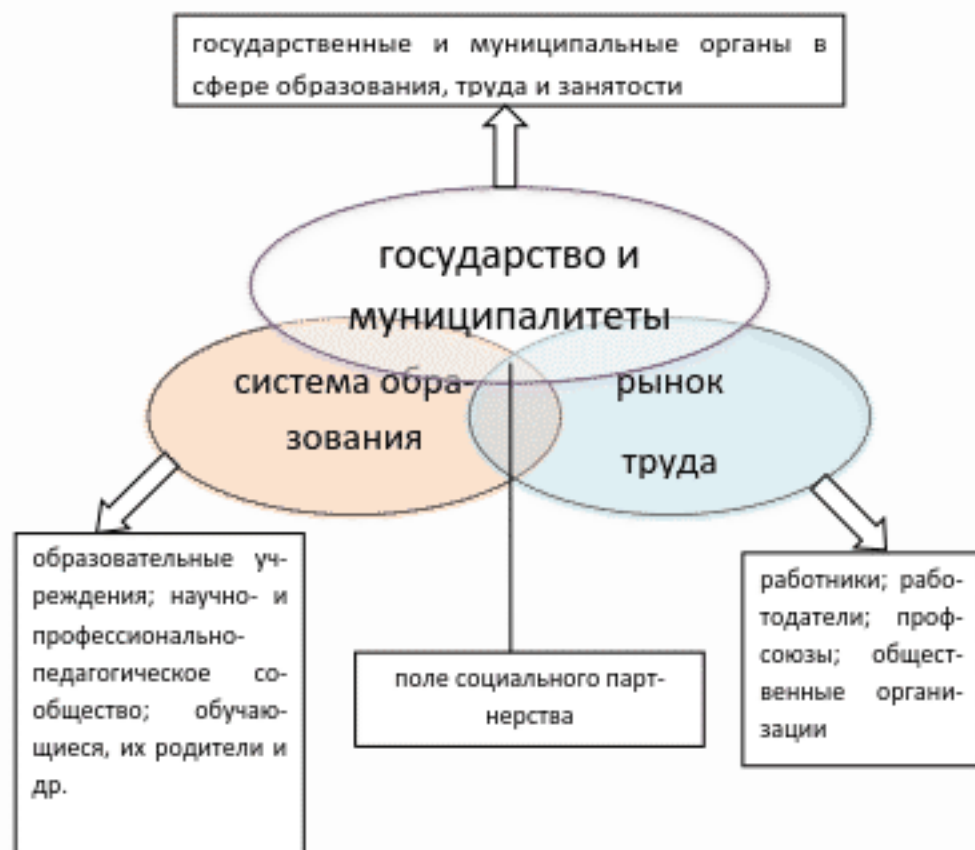 государственные и муниципальные органы в
сфере образования, труда и занятости
государство и
муниципалитеты
система обра-
зования
рынок
труда
образовательные уч-
реждения; научно- и
профессионально-
педагогическое со-
общество; обучаю-
щиеся, их родители и
др.
поле социального парт-
нерства
работники; рабо-
тодатели; проф-
союзы; общест-
венные органи-
зации